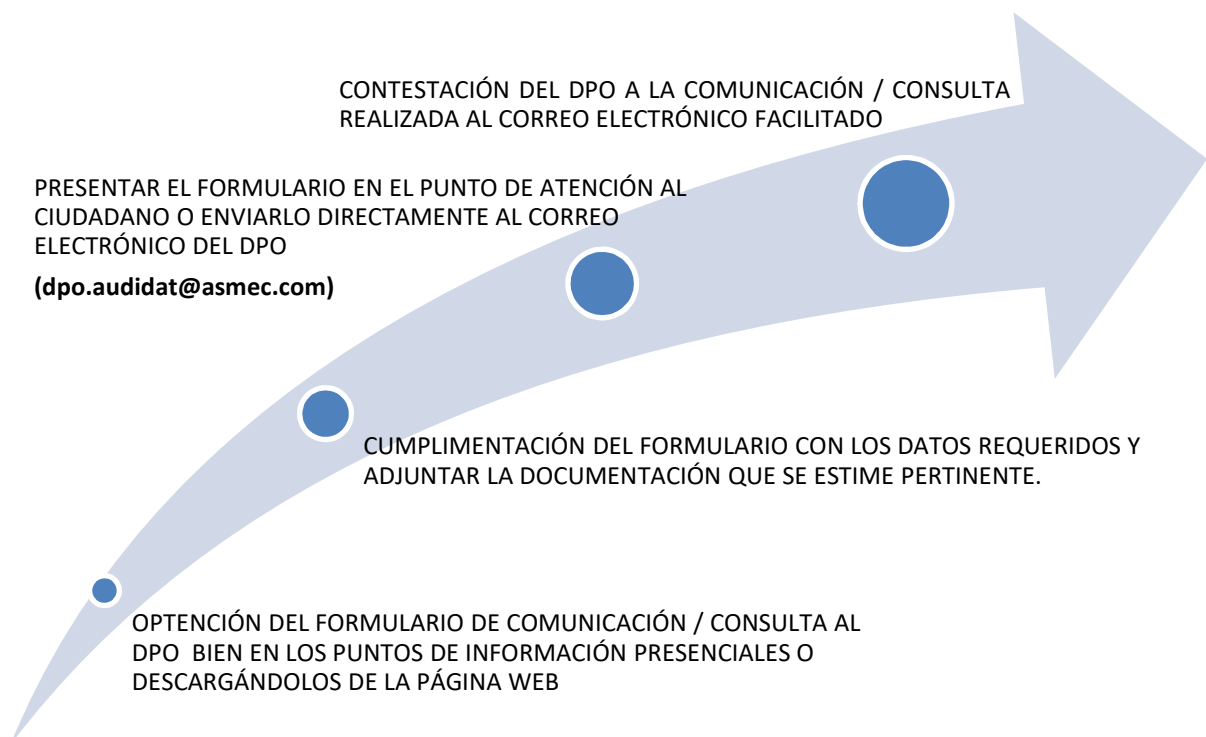 CONTESTACIÓN DEL DPO A LA COMUNICACIÓN / CONSULTA
REALIZADA AL CORREO ELECTRÓNICO FACILITADO
PRESENTAR EL FORMULARIO EN EL PUNTO DE ATENCIÓN AL
CIUDADANO O ENVIARLO DIRECTAMENTE AL CORREO
ELECTRÓNICO DEL DPO
(dpo.audidat@asmec.com)
CUMPLIMENTACIÓN DEL FORMULARIO CON LOS DATOS REQUERIDOS Y
ADJUNTAR LA DOCUMENTACIÓN QUE SE ESTIME PERTINENTE.
OPTENCIÓN DEL FORMULARIO DE COMUNICACIÓN / CONSULTA AL
DPO BIEN EN LOS PUNTOS DE INFORMACIÓN PRESENCIALES O
DESCARGÁNDOLOS DE LA PÁGINA WEB